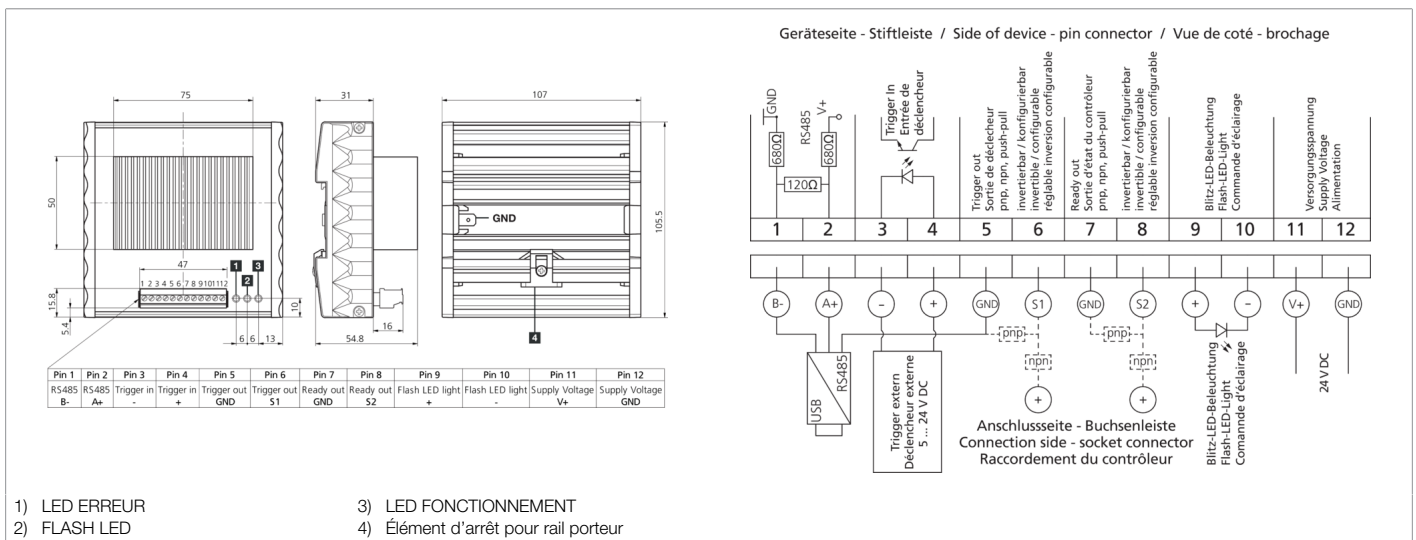 Geräteseite - Stiftleiste / Side of device - pin connector / Vue de coté - brochage
75
31
107
50
47
1 2 3 4 5 6 7 8 9 10 11 12
15.8
5.4
10
6 6 13
1
2
3
54.8
16
GND
105.5
4
Pin 1 Pin 2 Pin 3 Pin 4 Pin 5 Pin 6 Pin 7 Pin 8 Pin 9 Pin 10 Pin 11 Pin 12
RS485 RS485 Trigger in Trigger in Trigger out Trigger out Ready out Ready out Flash LED light Flash LED light Supply Voltage Supply Voltage
B- A+ - + GND S1 GND S2 + - V+ GND
GND
RS485
V+
680Ω
680Ω
120Ω
Trigger In
Entrée de
déclencheur
Trigger out
Sortie de déclecheur
pnp, npn, push-pull
invertierbar / konfigurierbar
invertible / configurable
réglable inversion configurable
Ready out
Sortie d'état du contrôleur
pnp, npn, push-pull
invertierbar / konfigurierbar
invertible / configurable
réglable inversion configurable
Blitz-LED-Beleuchtung
Flash-LED-Light
Commande d'éclairage
Versorgungsspannung
Supply Voltage
Alimentation
1 2 3 4 5 6 7 8 9 10 11 12
B- A+ - + GND S1 GND S2 + - V+ GND
pnp
pnp
npn
npn
+
+
USB
RS485
Trigger extern
Déclencheur externe
5 ... 24 V DC
Anschlussseite - Buchsenleiste
Connection side - socket connector
Raccordement du contrôleur
Blitz-LED-Beleuchtung
Flash-LED-Light
Comannde d'éclairage
24 V DC
1) LED ERREUR
2) FLASH LED
3) LED FONCTIONNEMENT
4) Élément d'arrêt pour rail porteur